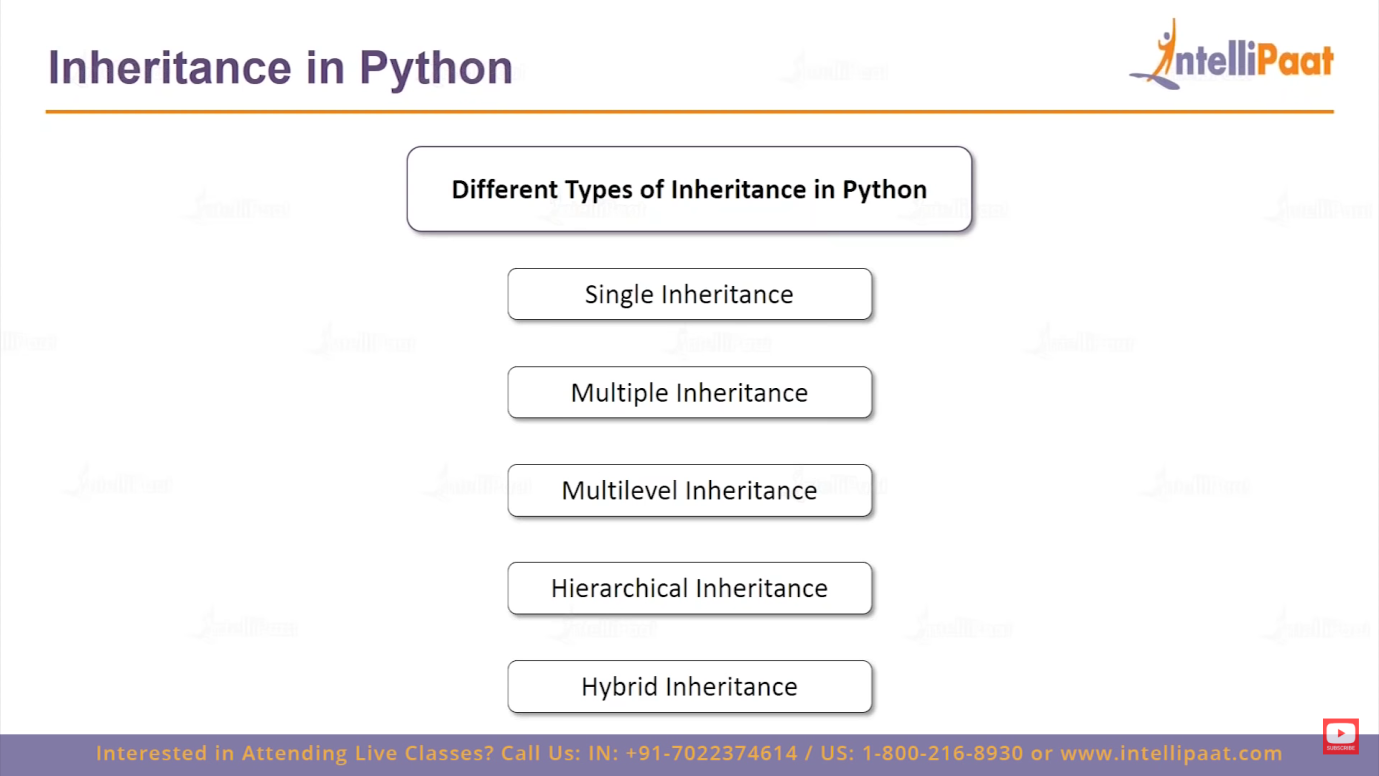 Inheritance in Python
IntelliPaat
Different Types of Inheritance in Python
Single Inheritance
Multiple Inheritance
Multilevel Inheritance
Hierarchical Inheritance
Hybrid Inheritance
SUBSCRIBE
Interested in Attending Live Classes? Call Us: IN: +91-7022374614 / US: 1-800-216-8930 or www.intellipaat.com